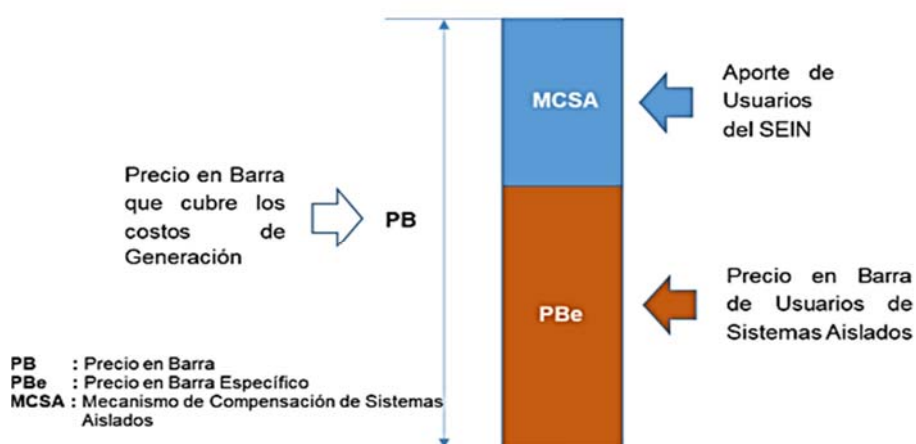 MCSA
Aporte de
Usuarios
del SEIN
Precio en Barra
que cubre los
costos de
Generación
PB
PBe
Precio en Barra
de Usuarios de
Sistemas Aislados
PB : Precio en Barra
PBe : Precio en Barra Específico
MCSA : Mecanismo de Compensación de Sistemas
Aislados